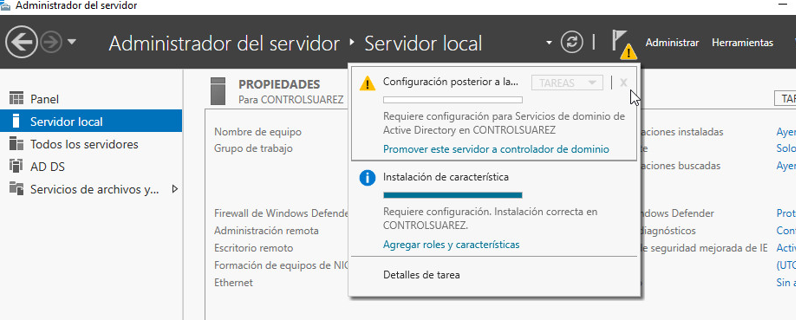 Administrador del servidor
Administrador del servidor ‣ Servidor local
Administrar
Herramientas
Panel
Servidor local
Todos los servidores
AD DS
Servicios de archivos y...
PROPIEDADES
Para CONTROLSUAREZ
Nombre de equipo
Grupo de trabajo
Firewall de Windows Defender
Administración remota
Escritorio remoto
Formación de equipos de NIC
Ethernet
Configuración posterior a la...
TAREAS
x
Requiere configuración para Servicios de dominio de
Active Directory en CONTROLSUAREZ
Promover este servidor a controlador de dominio
Instalación de característica
Requiere configuración. Instalación correcta en
CONTROLSUAREZ.
Agregar roles y características
Detalles de tarea
TAR
aciones instaladas
Ayer
Solo
aciones buscadas
Ayer
Windows Defender
Prote
diagnósticos
Conf
de seguridad mejorada de IE
Activ
(UTC
Sin a